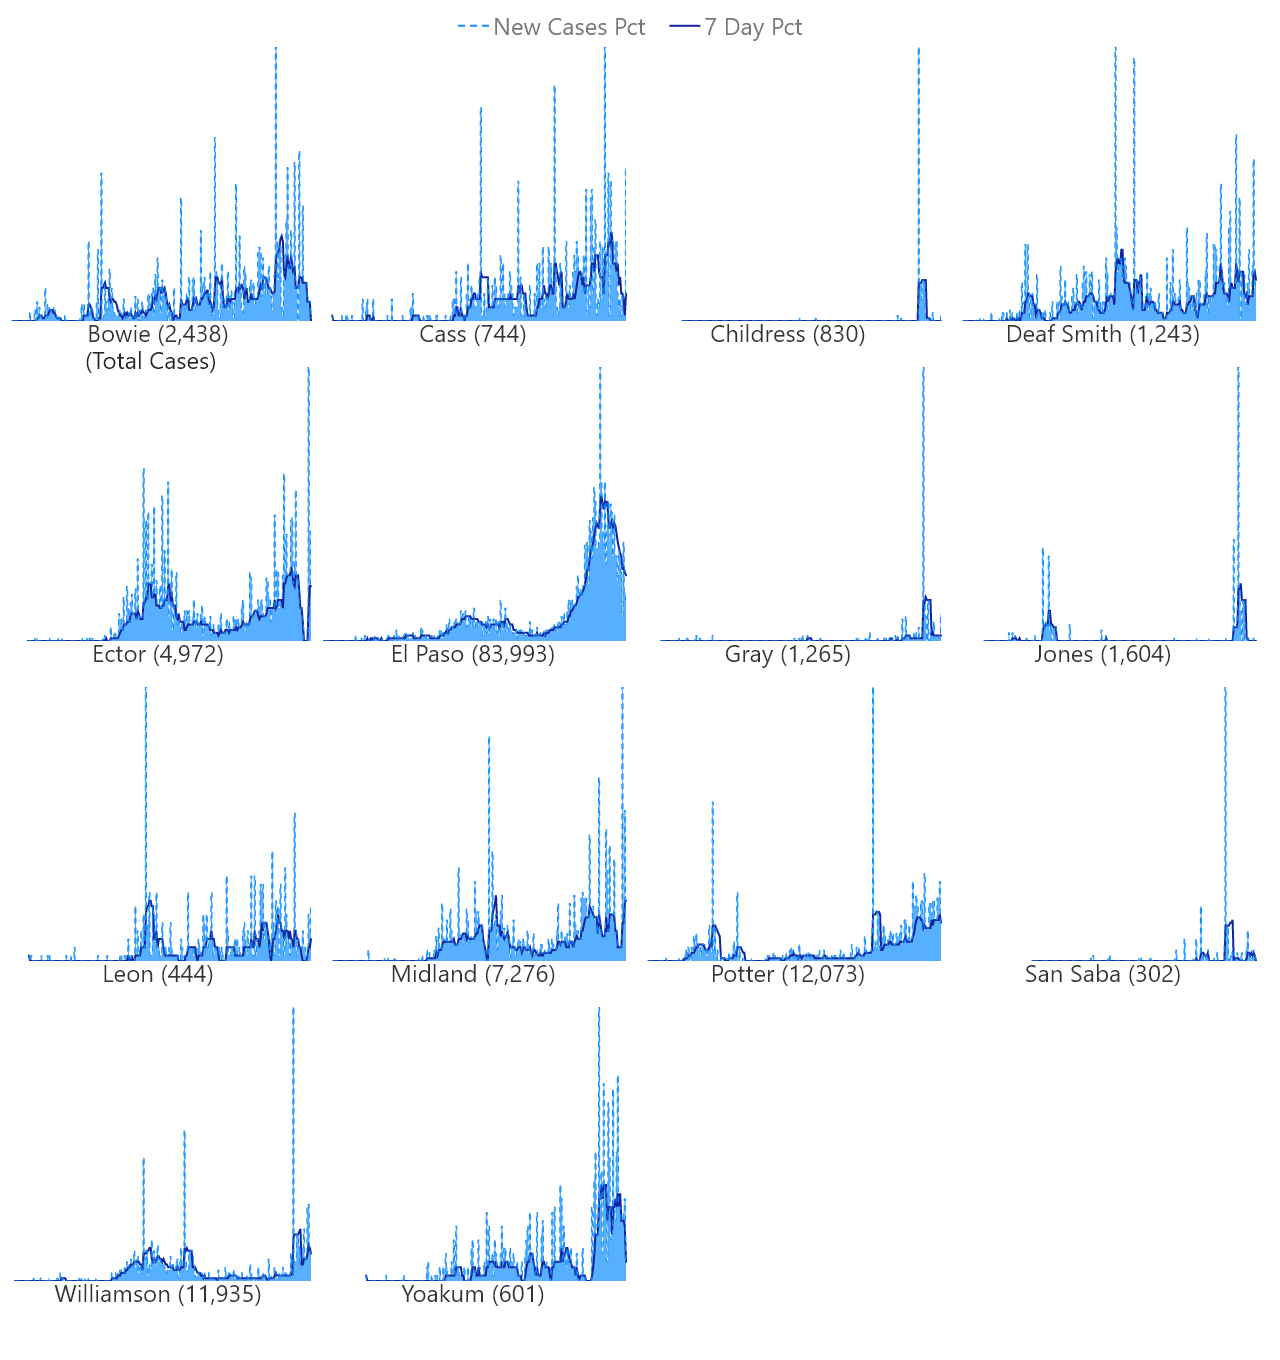 New Cases Pct 7 Day Pct
Bowie (2,438)
(Total Cases)
Cass (744)
Childress (830)
Deaf Smith (1,243)
Ector (4,972)
El Paso (83,993)
Gray (1,265)
Jones (1,604)
Leon (444)
Midland (7,276)
Potter (12,073)
San Saba (302)
Williamson (11,935)
Yoakum (601)